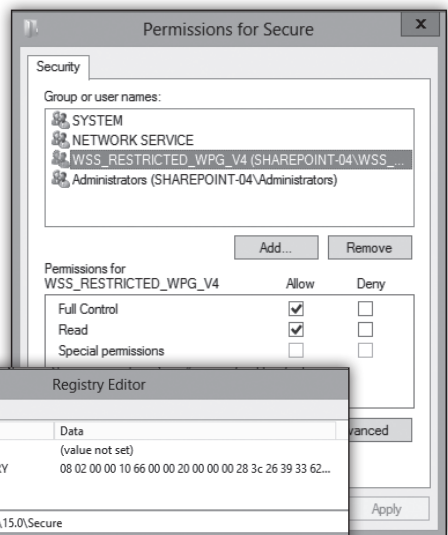 Permissions for Secure
x
Security
Group or user names:
SYSTEM
NETWORK SERVICE
WSS_RESTRICTED_WPG_V4 (SHAREPOINT-04\WSS_...
Administrators (SHAREPOINT-04\Administrators)
Add...
Remove
Permissions for
WSS_RESTRICTED_WPG_V4
Allow
Deny
Full Control
Read
Special permissions
Registry Editor
Data
(value not set)
08 02 00 00 10 66 00 00 20 00 00 00 28 3c 26 39 33 62...
\15.0\Secure
Apply